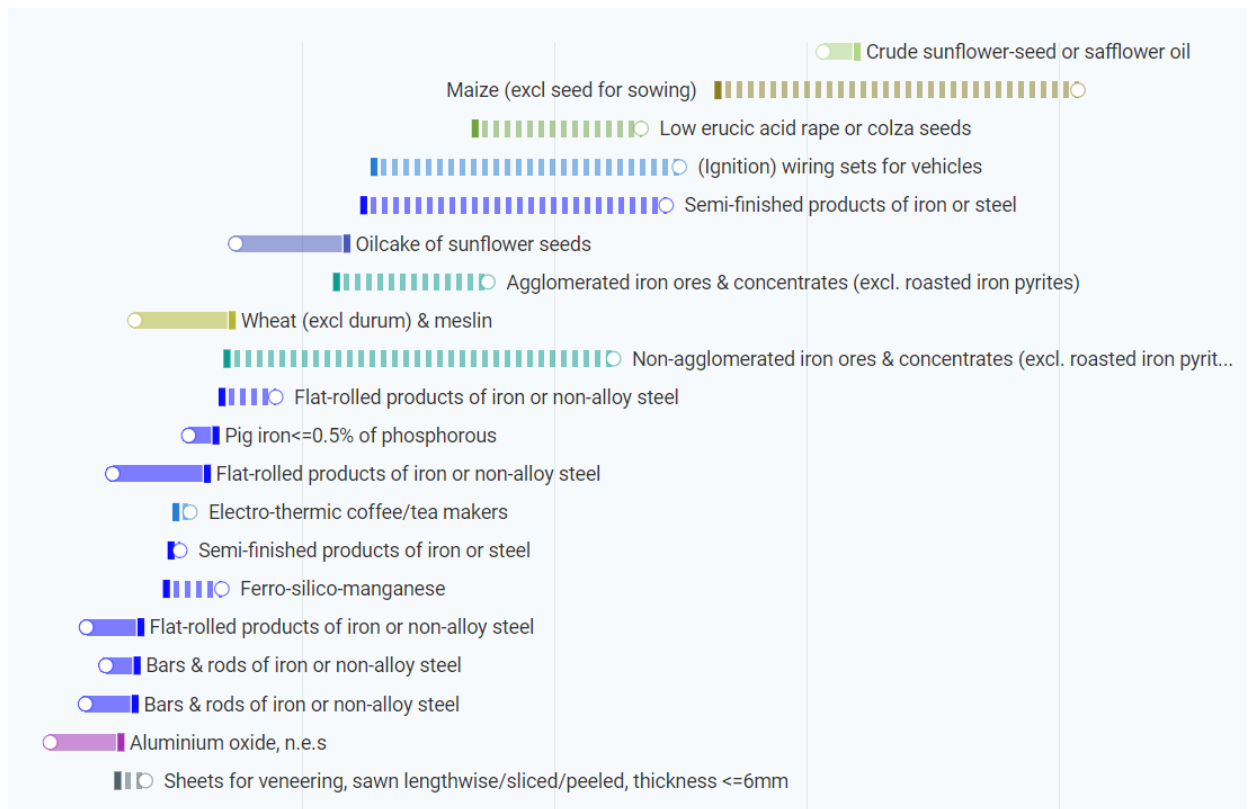 Crude sunflower-seed or safflower oil
Maize (excl seed for sowing)
Low erucic acid rape or colza seeds
(Ignition) wiring sets for vehicles
Semi-finished products of iron or steel
Oilcake of sunflower seeds
Agglomerated iron ores & concentrates (excl. roasted iron pyrites)
Wheat (excl durum) & meslin
Non-agglomerated iron ores & concentrates (excl. roasted iron pyrit...
Flat-rolled products of iron or non-alloy steel
Pig iron<=0.5% of phosphorous
Flat-rolled products of iron or non-alloy steel
Electro-thermic coffee/tea makers
Semi-finished products of iron or steel
Ferro-silico-manganese
Flat-rolled products of iron or non-alloy steel
Bars & rods of iron or non-alloy steel
Bars & rods of iron or non-alloy steel
Aluminium oxide, n.e.s
Sheets for veneering, sawn lengthwise/sliced/peeled, thickness <=6mm